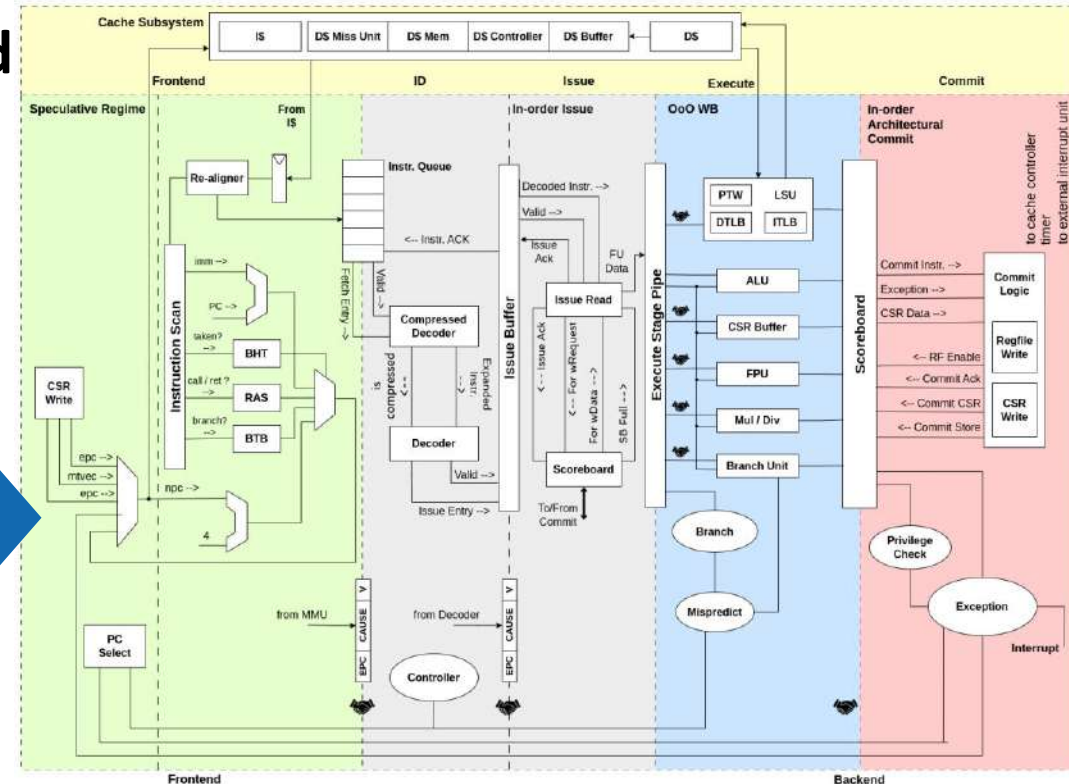 d
Cache Subsystem
I$
D$ Miss Unit
D$ Mem
D$ Controller
D$ Buffer
D$
Frontend
ID
Issue
Execute
Commit
Speculative Regime
From
I$
In-order Issue
OoO WB
In-order
Architectural
Commit
to cache controller
timer
to external interrupt unit
Re-aligner
Instr. Queue
Instruction Scan
imm -->
PC -->
taken?
-->
BHT
call / ret ?
-->
RAS
branch?
-->
BTB
CSR
Write
epc -->
mtvec -->
epc -->
npc -->
4
PC
Select
from MMU
EPC
CAUSE
V
<-- Instr. ACK
Valid -->
Fetch Entry -->
Compressed
Decoder
is
compressed
<---
Expanded
Instr.
<---
Decoder
Valid -->
Issue Entry -->
from Decoder
EPC
CAUSE
V
Controller
Issue Buffer
Decoded Instr. -->
Valid -->
Issue
Ack
FU
Data
Issue Read
<--- Issue Ack
<--- For wRequest
For wData --->
SB Full --->
Scoreboard
To/From
Commit
Execute Stage Pipe
PTW
LSU
DTLB
ITLB
ALU
CSR Buffer
FPU
Mul / Div
Branch Unit
Branch
Mispredict
Scoreboard
Commit Instr. -->
Exception -->
CSR Data -->
<-- RF Enable
<-- Commit Ack
<-- Commit CSR
<-- Commit Store
Commit
Logic
Regfile
Write
CSR
Write
Privilege
Check
Exception
Interrupt
Frontend
Backend